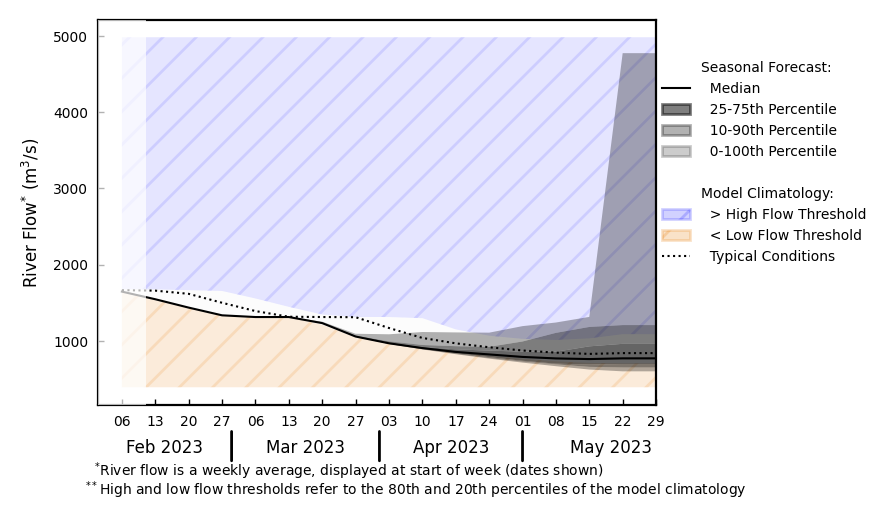 5000
4000
3000
2000
1000
River Flow* (m³/s)
06 13 20 27 06 13 20 27 03 10 17 24 01 08 15 22 29
Feb 2023 Mar 2023 Apr 2023 May 2023
*River flow is a weekly average, displayed at start of week (dates shown)
**High and low flow thresholds refer to the 80th and 20th percentiles of the model climatology
Seasonal Forecast:
Median
25-75th Percentile
10-90th Percentile
0-100th Percentile
Model Climatology:
> High Flow Threshold
< Low Flow Threshold
Typical Conditions